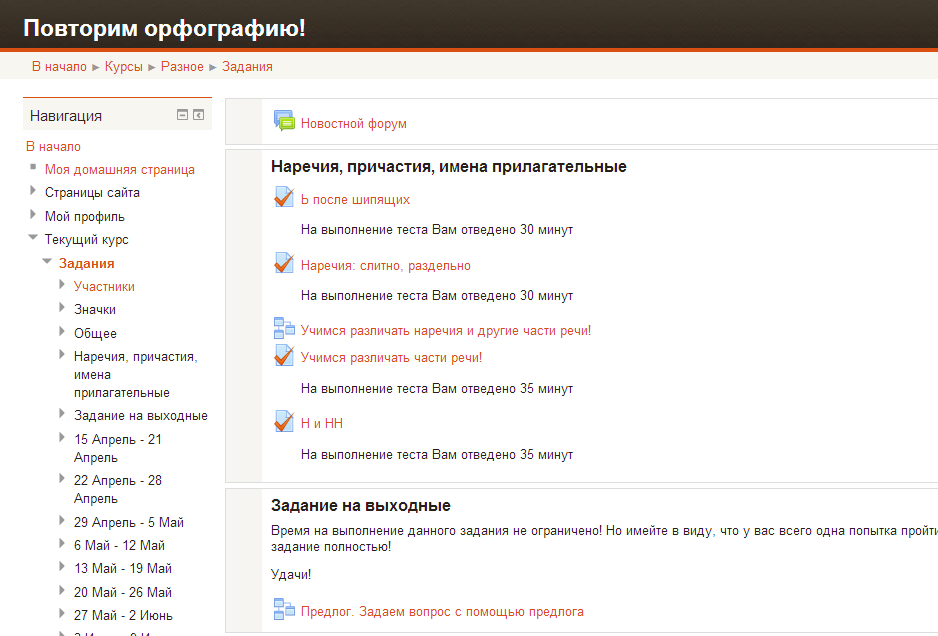 Повторим орфографию!
В начало ► Курсы ► Разное ► Задания
Навигация
В начало
Моя домашняя страница
Страницы сайта
Мой профиль
Текущий курс
Задания
Участники
Значки
Общее
Наречия, причастия,
имена
прилагательные
Задание на выходные
15 Апрель - 21
Апрель
22 Апрель - 28
Апрель
29 Апрель - 5 Май
6 Май - 12 Май
13 Май - 19 Май
20 Май - 26 Май
27 Май - 2 Июнь
Новостной форум
Наречия, причастия, имена прилагательные
Ь после шипящих
На выполнение теста Вам отведено 30 минут
Наречия: слитно, раздельно
На выполнение теста Вам отведено 30 минут
Учимся различать наречия и другие части речи!
Учимся различать части речи!
На выполнение теста Вам отведено 35 минут
Н и НН
На выполнение теста Вам отведено 35 минут
Задание на выходные
Время на выполнение данного задания не ограничено! Но имейте в виду, что у вас всего одна попытка пройти
задание полностью!
Удачи!
Предлог. Задаем вопрос с помощью предлога